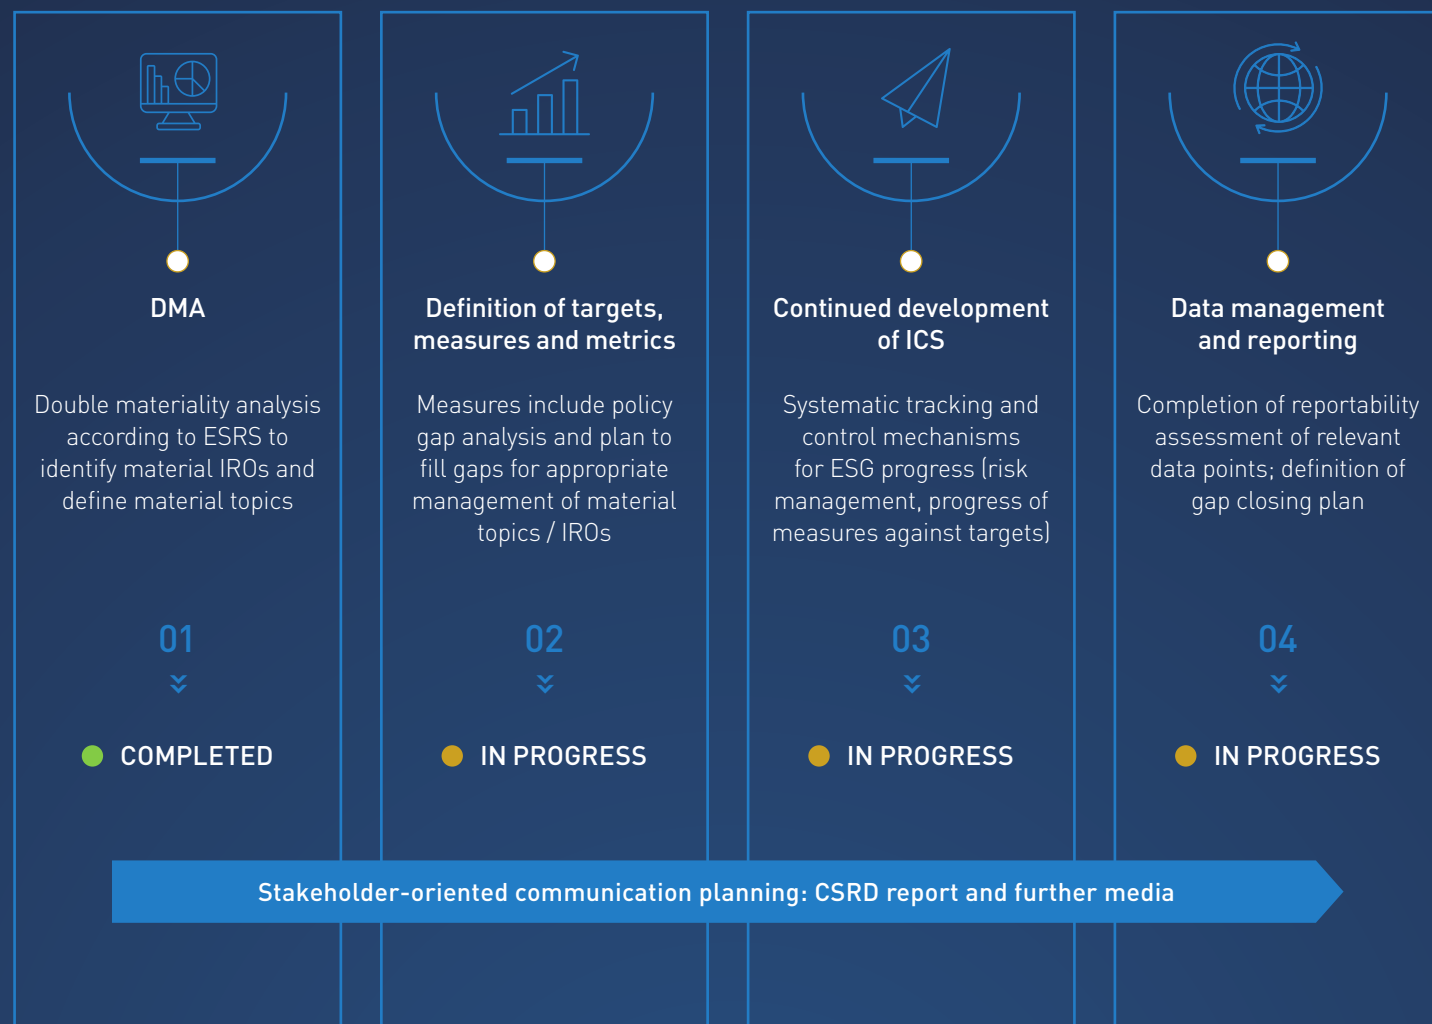 DMA
Double materiality analysis
according to ESRS to
identify material IROs and
define material topics
01
COMPLETED
Definition of targets,
measures and metrics
Measures include policy
gap analysis and plan to
fill gaps for appropriate
management of material
topics / IROs
02
IN PROGRESS
Continued development
of ICS
Systematic tracking and
control mechanisms
for ESG progress (risk
management, progress of
measures against targets)
03
IN PROGRESS
Data management
and reporting
Completion of reportability
assessment of relevant
data points; definition of
gap closing plan
04
IN PROGRESS
Stakeholder-oriented communication planning: CSRD report and further media